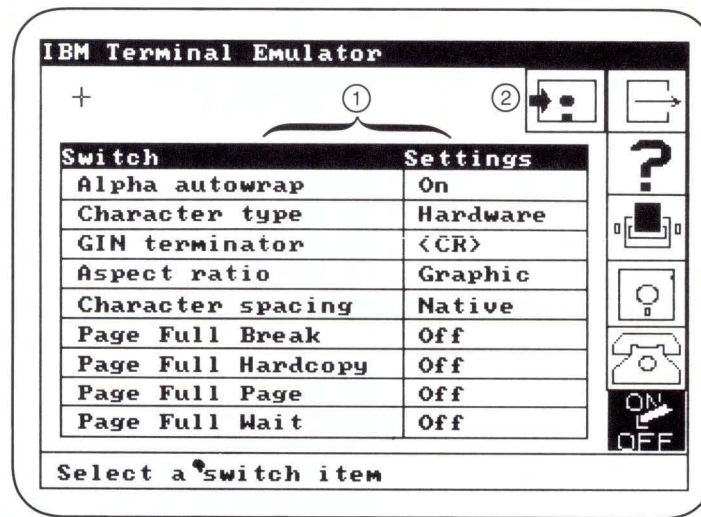 IBM Terminal Emulator
① ②
Switch Settings
Alpha autowrap On
Character type Hardware
GIN terminator <CR>
Aspect ratio Graphic
Character spacing Native
Page Full Break Off
Page Full Hardcopy Off
Page Full Page Off
Page Full Wait Off
?
ON
OFF
Select a switch item